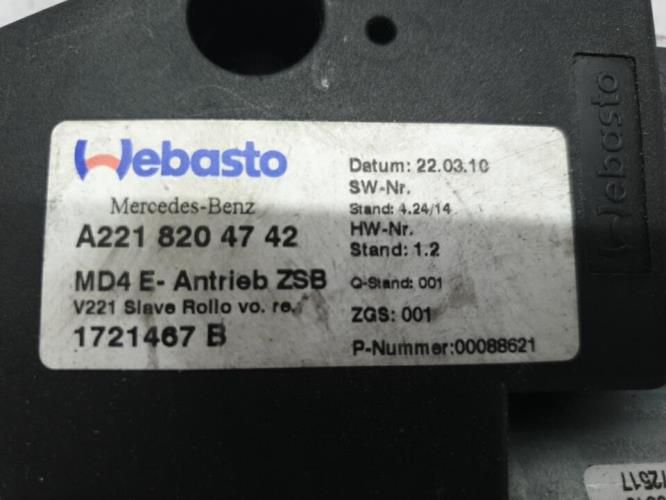 Webasto
Mercedes-Benz
A221 820 47 42
MD4 E- Antrieb ZSB
V221 Slave Rollo vo. re.
1721467 B
Datum: 22.03.10
SW-Nr.
Stand: 4.24/14
HW-Nr.
Stand: 1.2
Q-Stand: 001
ZGS: 001
P-Nummer:00088621
Webasto
72517